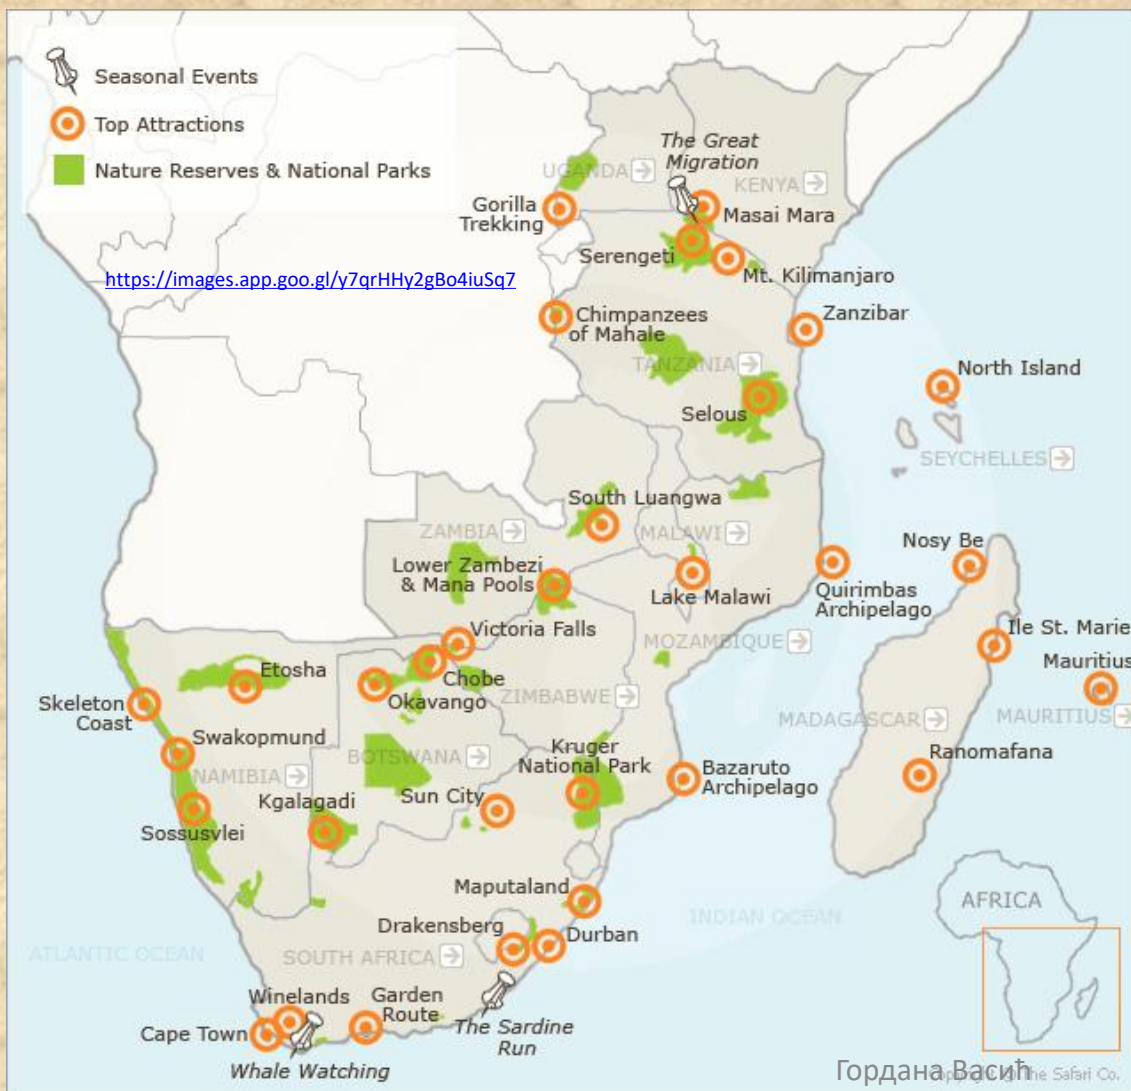 Seasonal Events
Top Attractions
Nature Reserves & National Parks
The Great
Migration
UGANDA
KENYA
Gorilla
Trekking
Masai Mara
Serengeti
Mt. Kilimanjaro
https://images.app.goo.gl/y7qrHHy2gBo4iuSq7
Chimpanzees
of Mahale
Zanzibar
TANZANIA
North Island
Selous
SEYCHELLES
South Luangwa
ZAMBIA
MALAWI
Nosy Be
Lower Zambezi
& Mana Pools
Lake Malawi
Quirimbas
Archipelago
Victoria Falls
MOZAMBIQUE
Ile St. Marie
Mauritius
Etosha
Chobe
Okavango
ZIMBABWE
Skeleton
Coast
MADAGASCAR
MAURITIUS
Swakopmund
BOTSWANA
Kruger
National Park
Ranomafana
NAMIBIA
Bazaruto
Archipelago
Kgalagadi
Sun City
Sossusvlei
Maputaland
AFRICA
Drakensberg
INDIAN OCEAN
Durban
ATLANTIC OCEAN
SOUTH AFRICA
Winelands
Garden
Route
Cape Town
The Sardine
Run
Whale Watching
Гордана Васић
The Safari Co.